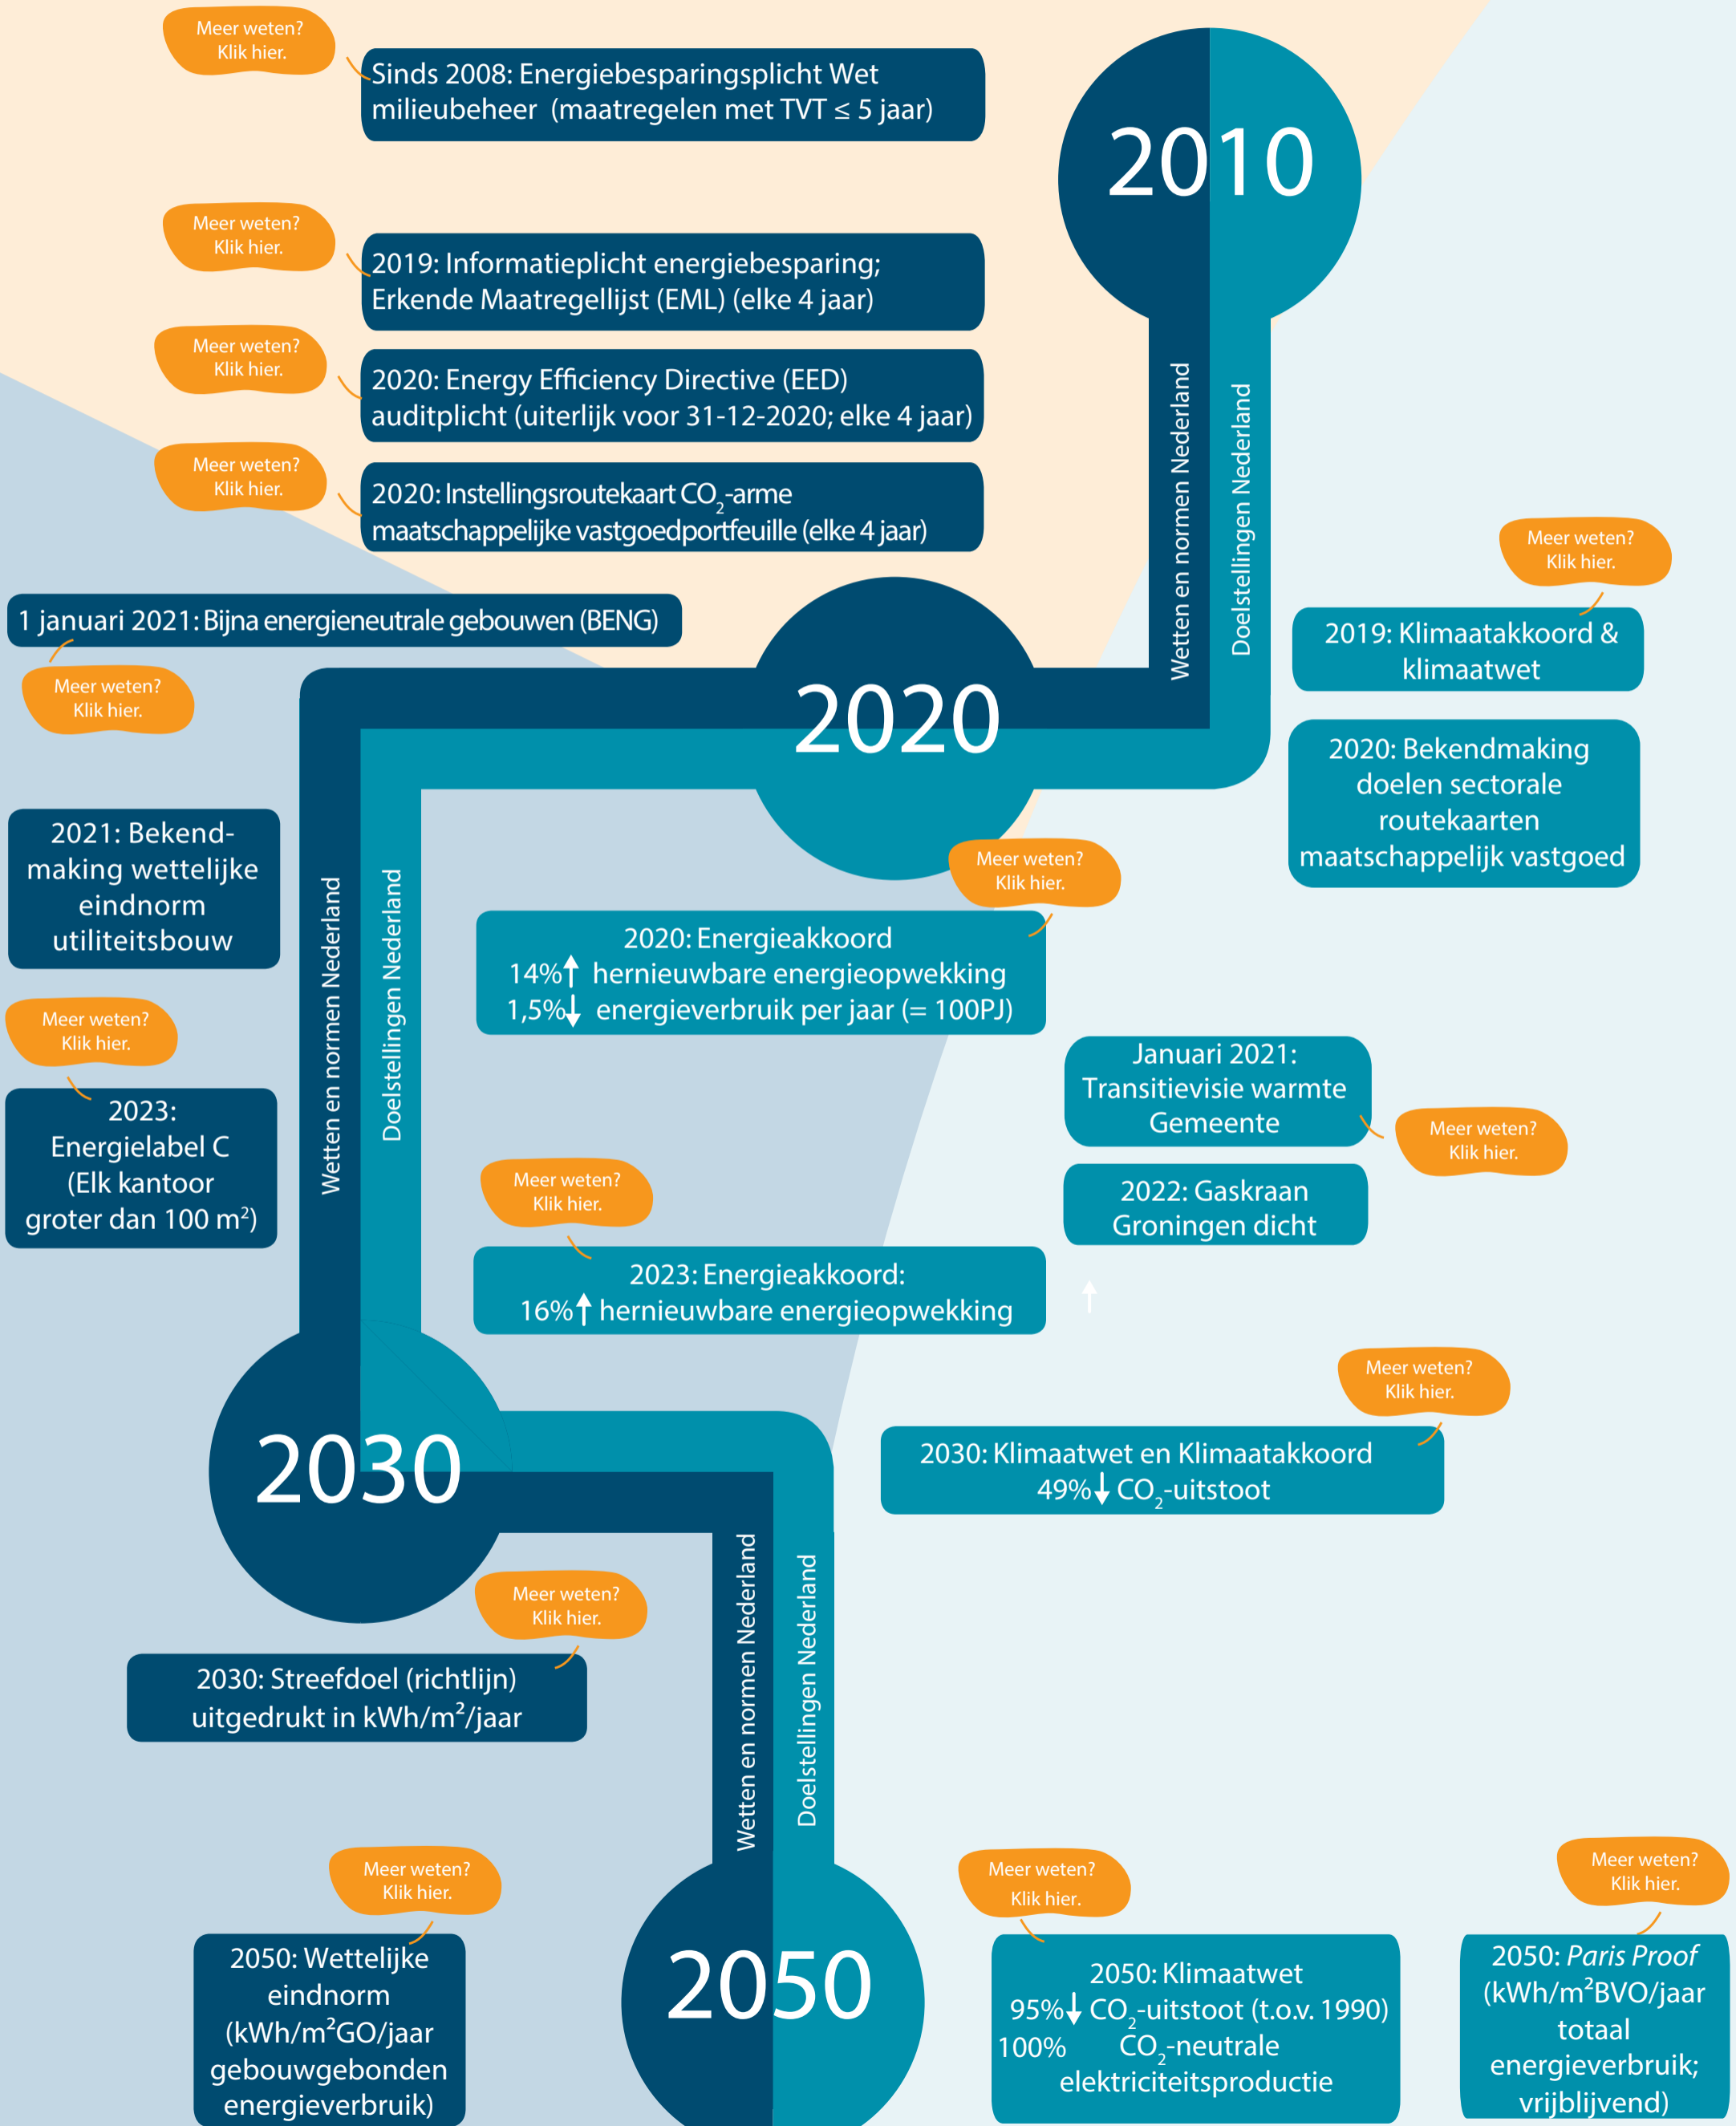 Meer weten?
Klik hier.
Sinds 2008: Energiebesparingsplicht Wet
milieubeheer (maatregelen met TVT ≤ 5 jaar)
2010
Meer weten?
Klik hier.
2019: Informatieplicht energiebesparing;
Erkende Maatregellijst (EML) (elke 4 jaar)
Meer weten?
Klik hier.
2020: Energy Efficiency Directive (EED)
auditplicht (uiterlijk voor 31-12-2020; elke 4 jaar)
Meer weten?
Klik hier.
2020: Instellingsroutekaart CO₂-arme
maatschappelijke vastgoedportfeuille (elke 4 jaar)
Wetten en normen Nederland
Doelstellingen Nederland
Meer weten?
Klik hier.
2019: Klimaatakkoord &
klimaatwet
1 januari 2021: Bijna energieneutrale gebouwen (BENG)
Meer weten?
Klik hier.
2020
2020: Bekendmaking
doelen sectorale
routekaarten
maatschappelijk vastgoed
2021: Bekend-
making wettelijke
eindnorm
utiliteitsbouw
Wetten en normen Nederland
Doelstellingen Nederland
Meer weten?
Klik hier.
2020: Energieakkoord
14%↑ hernieuwbare energieopwekking
1,5%↓ energieverbruik per jaar (= 100PJ)
Meer weten?
Klik hier.
2023:
Energielabel C
(Elk kantoor
groter dan 100 m²)
Januari 2021:
Transitievisie warmte
Gemeente
Meer weten?
Klik hier.
2022: Gaskraan
Groningen dicht
Meer weten?
Klik hier.
2023: Energieakkoord:
16%↑ hernieuwbare energieopwekking
↑
2030
Meer weten?
Klik hier.
2030: Klimaatwet en Klimaatakkoord
49%↓ CO₂-uitstoot
Meer weten?
Klik hier.
2030: Streefdoel (richtlijn)
uitgedrukt in kWh/m²/jaar
Wetten en normen Nederland
Doelstellingen Nederland
Meer weten?
Klik hier.
2050: Wettelijke
eindnorm
(kWh/m²GO/jaar
gebouwgebonden
energieverbruik)
2050
Meer weten?
Klik hier.
2050: Klimaatwet
95%↓ CO₂-uitstoot (t.o.v. 1990)
100% CO₂-neutrale
elektriciteitsproductie
Meer weten?
Klik hier.
2050: Paris Proof
(kWh/m²BVO/jaar
totaal
energieverbruik;
vrijblijvend)